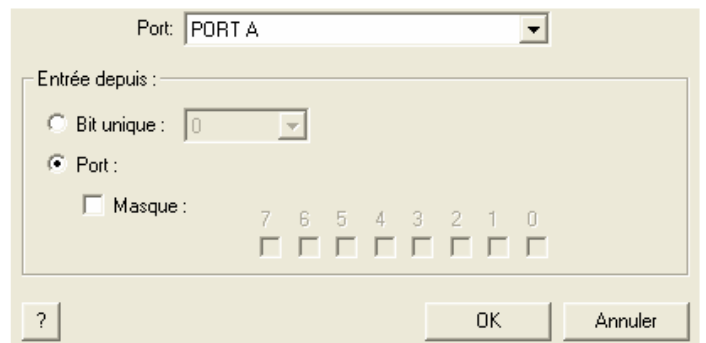 Port: PORT A
Entrée depuis :
Bit unique : 0
Port :
Masque : 7 6 5 4 3 2 1 0
? OK Annuler